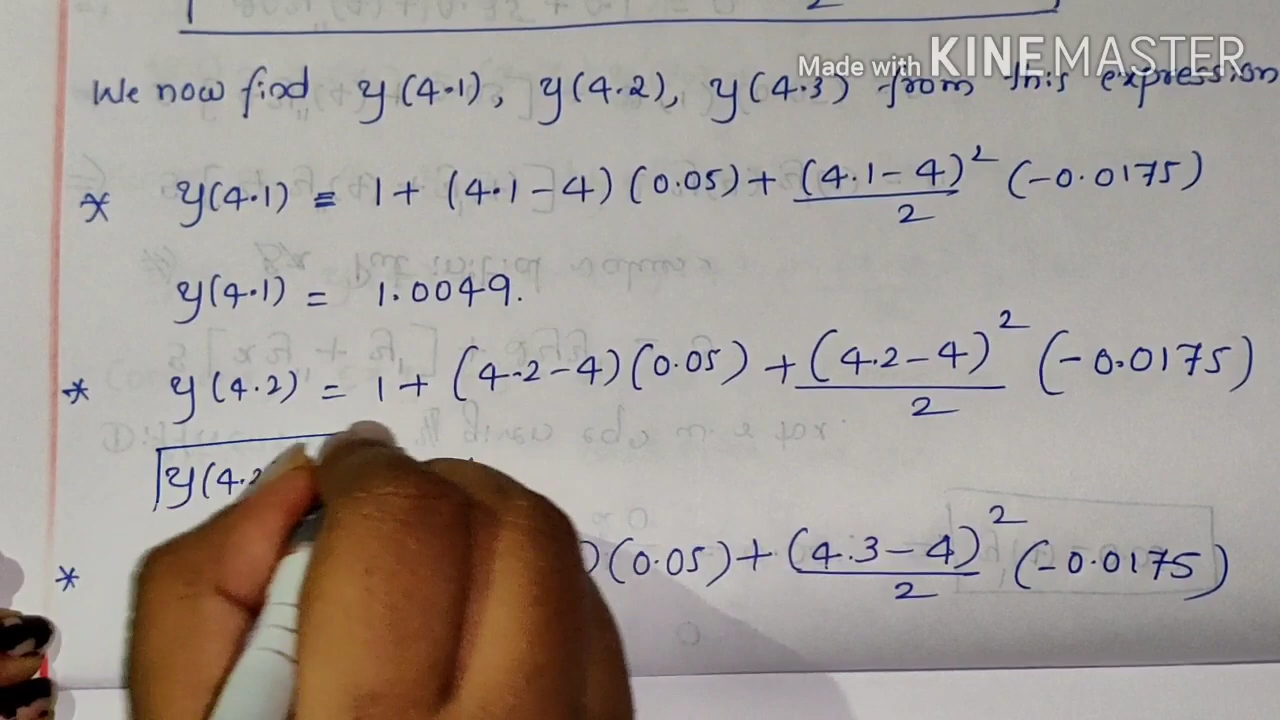 Made with KINEMASTER
We now find y(4.1), y(4.2), y(4.3) from this expression
* y(4.1) = 1 + (4.1 - 4) (0.05) + (4.1 - 4)² / 2 (-0.0175)
y(4.1) = 1.0049.
* y(4.2) = 1 + (4.2 - 4) (0.05) + (4.2 - 4)² / 2 (-0.0175)
y(4.2
* ) (0.05) + (4.3 - 4)² / 2 (-0.0175)